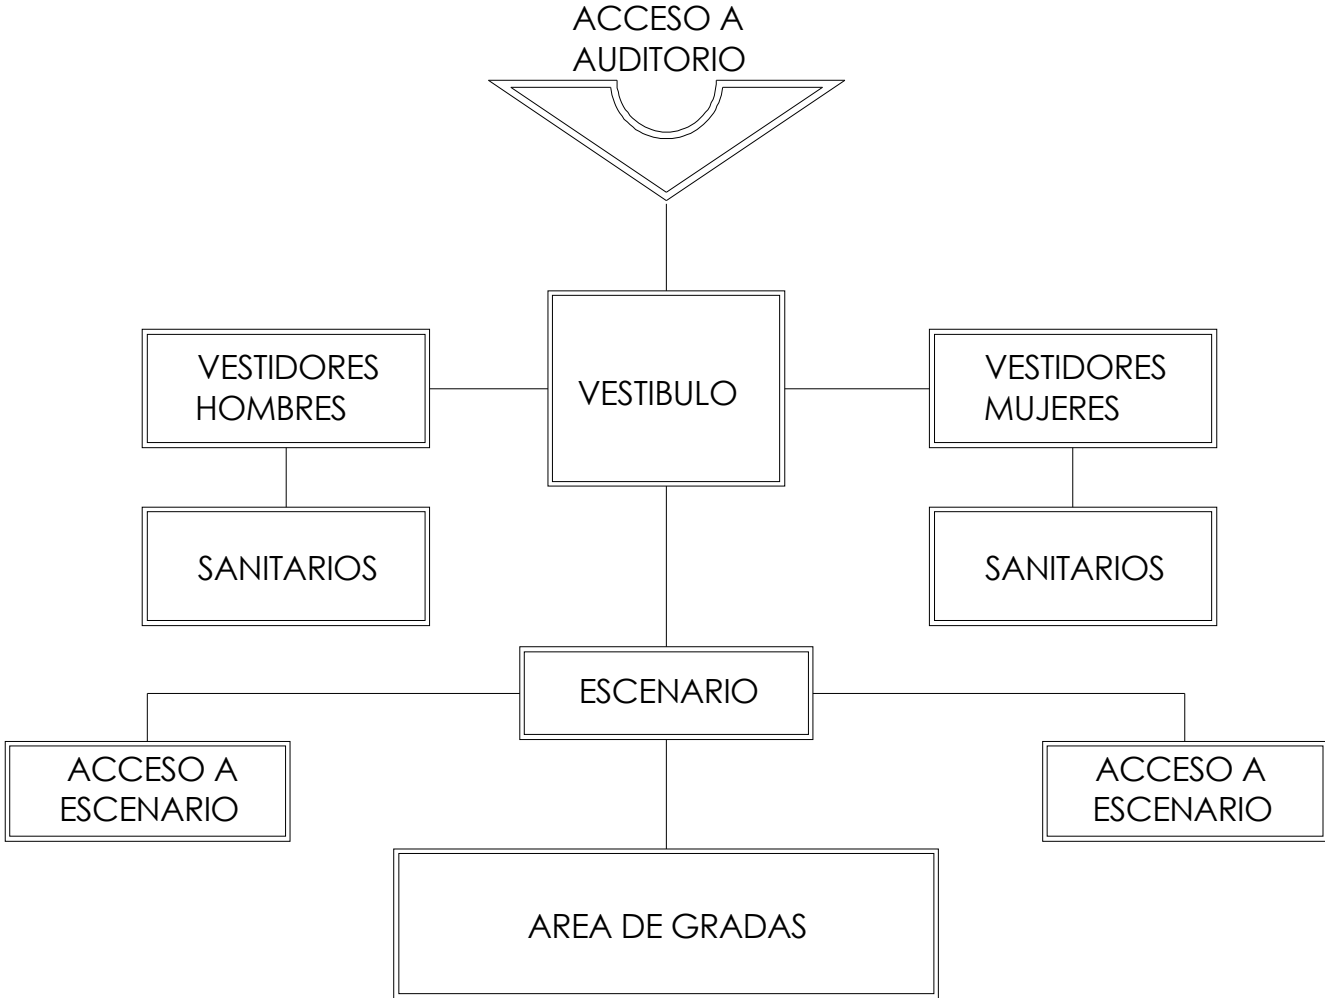 ACCESO A
AUDITORIO
VESTIDORES
HOMBRES
VESTIBULO
VESTIDORES
MUJERES
SANITARIOS
SANITARIOS
ESCENARIO
ACCESO A
ESCENARIO
ACCESO A
ESCENARIO
AREA DE GRADAS